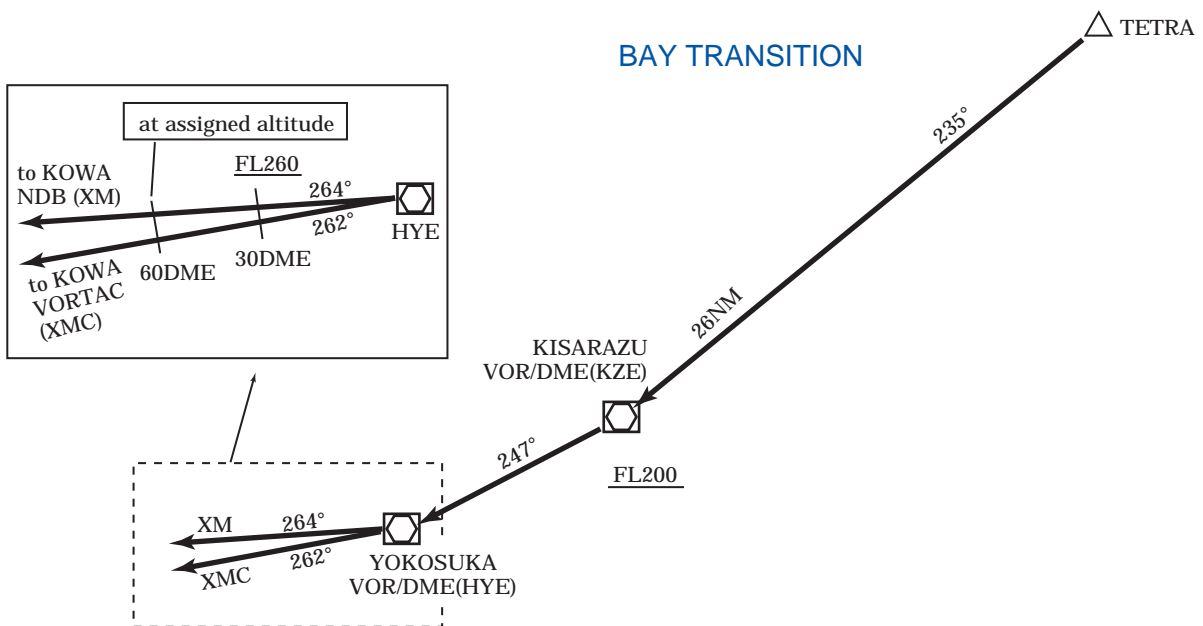 BAY TRANSITION
TETRA
235°
26NM
at assigned altitude
to KOWA
NDB (XM)
FL260
264°
262°
HYE
30DME
60DME
to KOWA
VORTAC
(XMC)
KISARAZU
VOR/DME(KZE)
FL200
247°
XM
264°
262°
XMC
YOKOSUKA
VOR/DME(HYE)